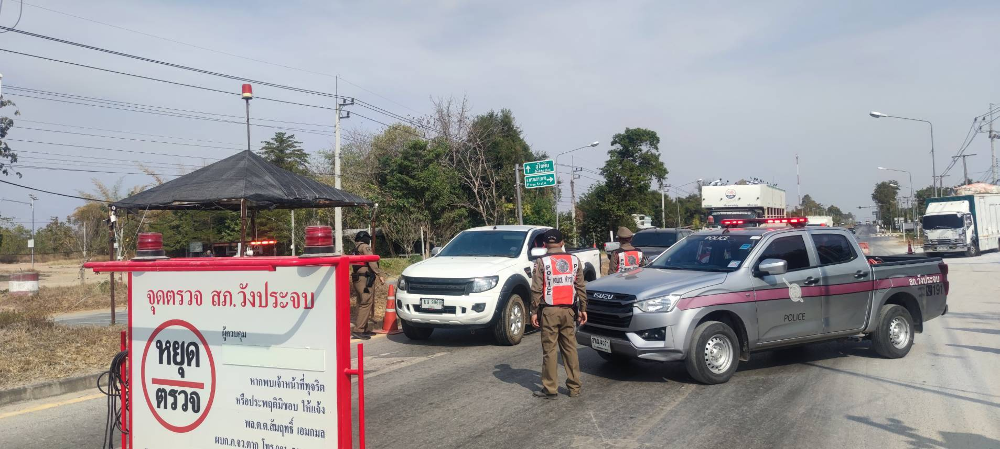 จุดตรวจ สภ.วังประจบ
หยุด
ตรวจ
ผู้ควบคุม
หากพบเจ้าหน้าที่ทุจริต
หรือประพฤติมิชอบ ให้แจ้ง
พล.ต.ต.สัมฤทธิ์ เอมกมล
ผบก.ภ.จว.ตาก โทร.081
สุโขทัย
Sukhothai
อ.พรานกระต่าย
Phran Kratai
บน 9968
POLICE
POLICE ตำรวจ
POLICE
ISUZU
4071
POLICE
สภ.วังประจบ
191